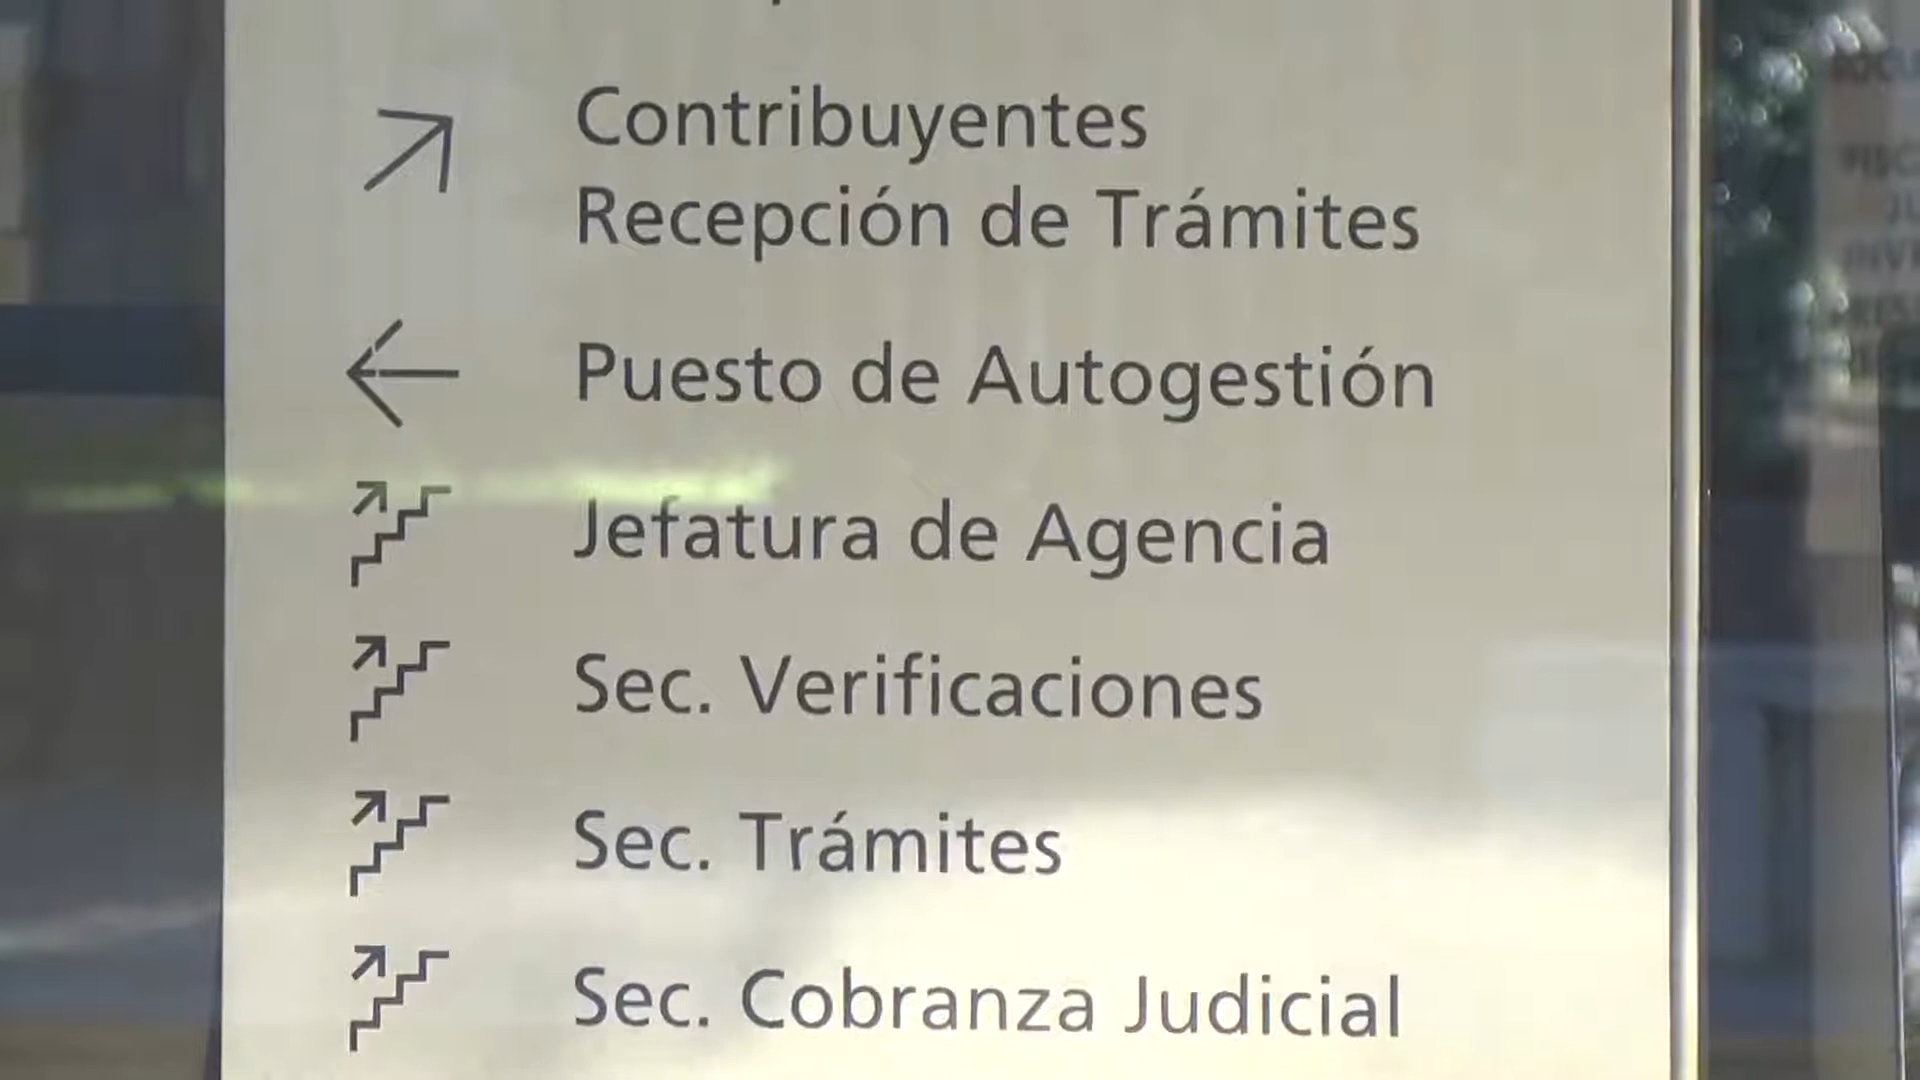 Contribuyentes
Recepción de Trámites
Puesto de Autogestión
Jefatura de Agencia
Sec. Verificaciones
Sec. Trámites
Sec. Cobranza Judicial